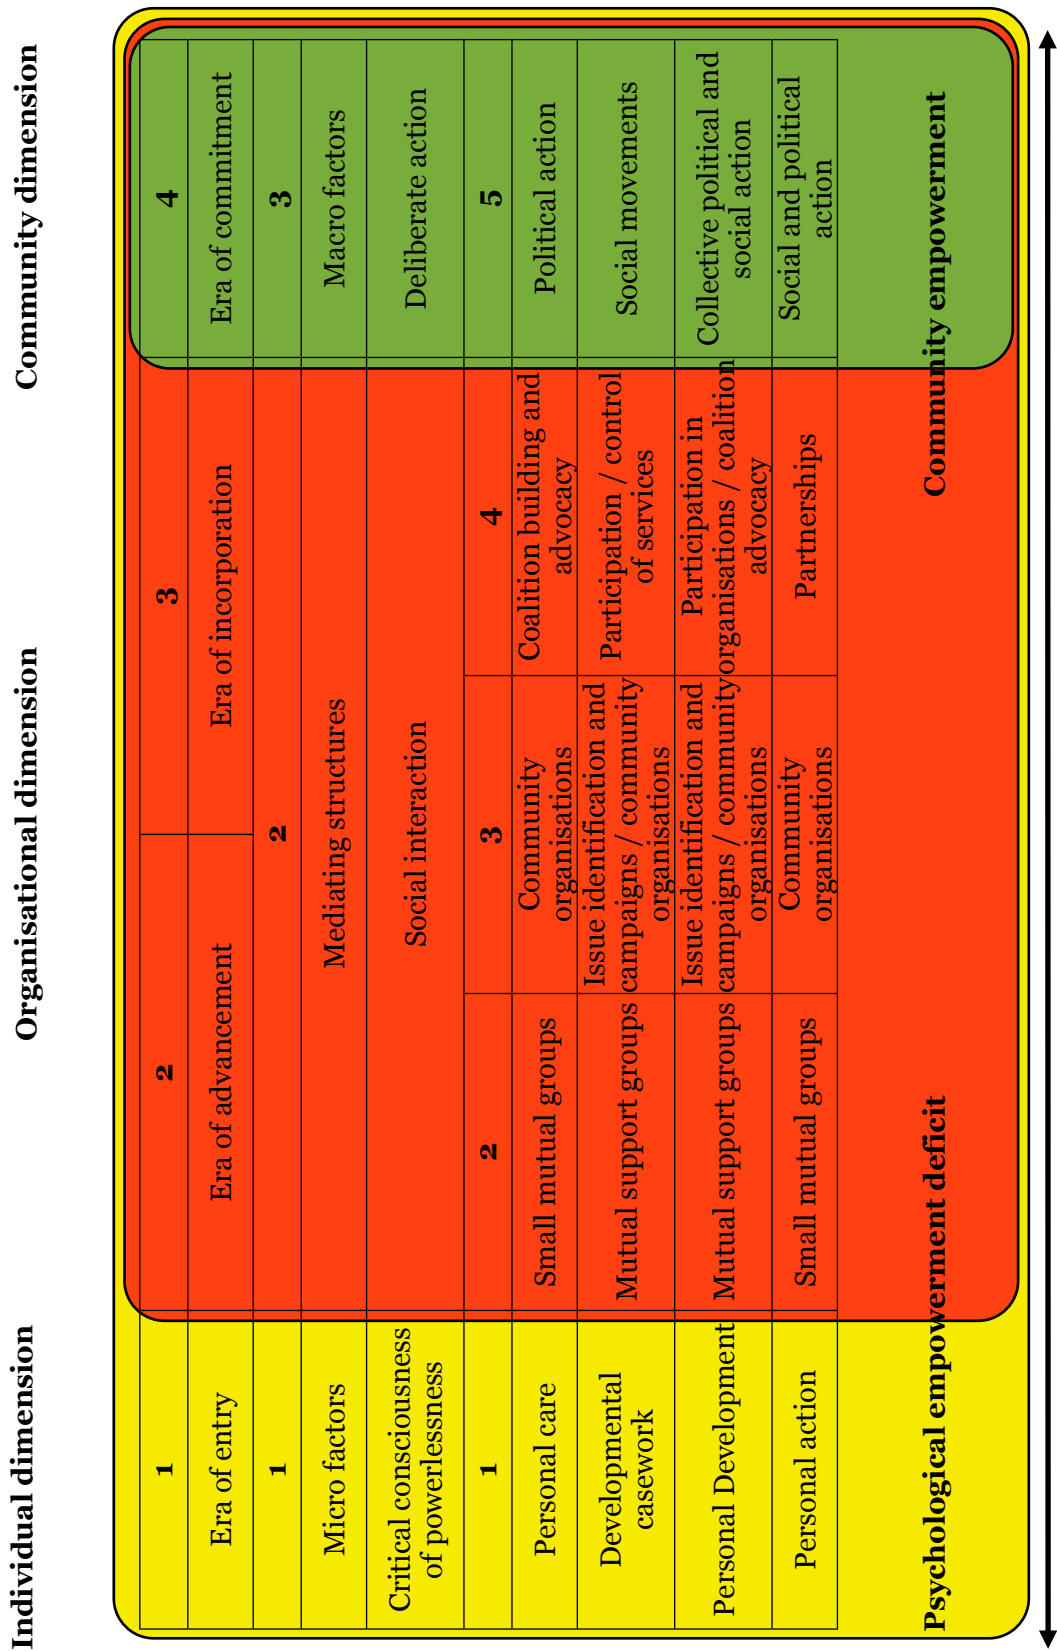 Individual dimension
Organisational dimension
Community dimension
1
2
3
4
Era of entry
Era of advancement
Era of incorporation
Era of commitment
1
2
3
Micro factors
Mediating structures
Macro factors
Critical consciousness
of powerlessness
Social interaction
Deliberate action
1
2
3
4
5
Personal care
Small mutual groups
Community
organisations
Coalition building and
advocacy
Political action
Developmental
casework
Mutual support groups
Issue identification and
campaigns / community
organisations
Participation / control
of services
Social movements
Personal Development
Mutual support groups
Issue identification and
campaigns / community
organisations
Participation in
organisations / coalition
advocacy
Collective political and
social action
Personal action
Small mutual groups
Community
organisations
Partnerships
Social and political
action
Psychological empowerment deficit
Community empowerment